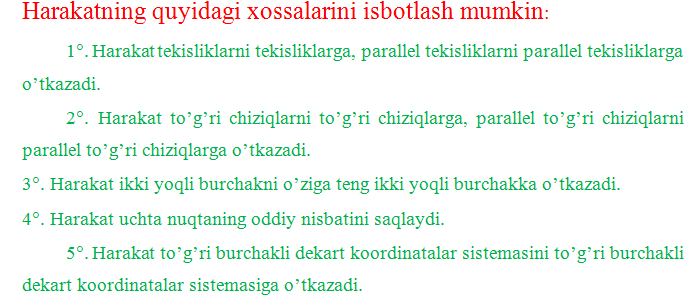 Harakatning quyidagi xossalarini isbotlash mumkin:
1°. Harakat tekisliklarni tekisliklarga, parallel tekisliklarni parallel tekisliklarga
o’tkazadi.
2°. Harakat to’g’ri chiziqlarni to’g’ri chiziqlarga, parallel to’g’ri chiziqlarni
parallel to’g’ri chiziqlarga o’tkazadi.
3°. Harakat ikki yoqli burchakni o’ziga teng ikki yoqli burchakka o’tkazadi.
4°. Harakat uchta nuqtaning oddiy nisbatini saqlaydi.
5°. Harakat to’g’ri burchakli dekart koordinatalar sistemasini to’g’ri burchakli
dekart koordinatalar sistemasiga o’tkazadi.